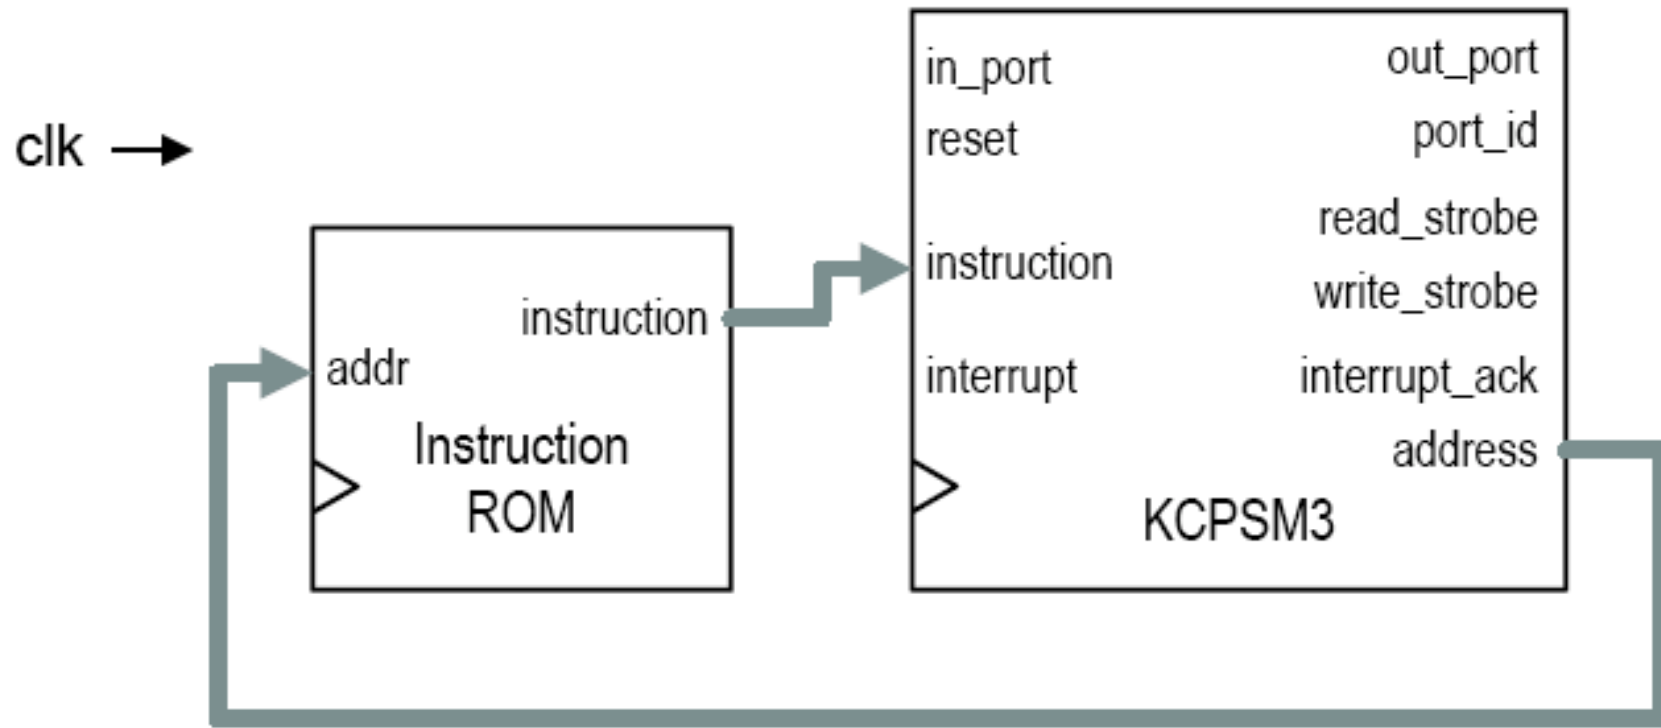 clk
instruction
addr
Instruction
ROM
in_port
reset
instruction
interrupt
out_port
port_id
read_strobe
write_strobe
interrupt_ack
address
KCPSM3